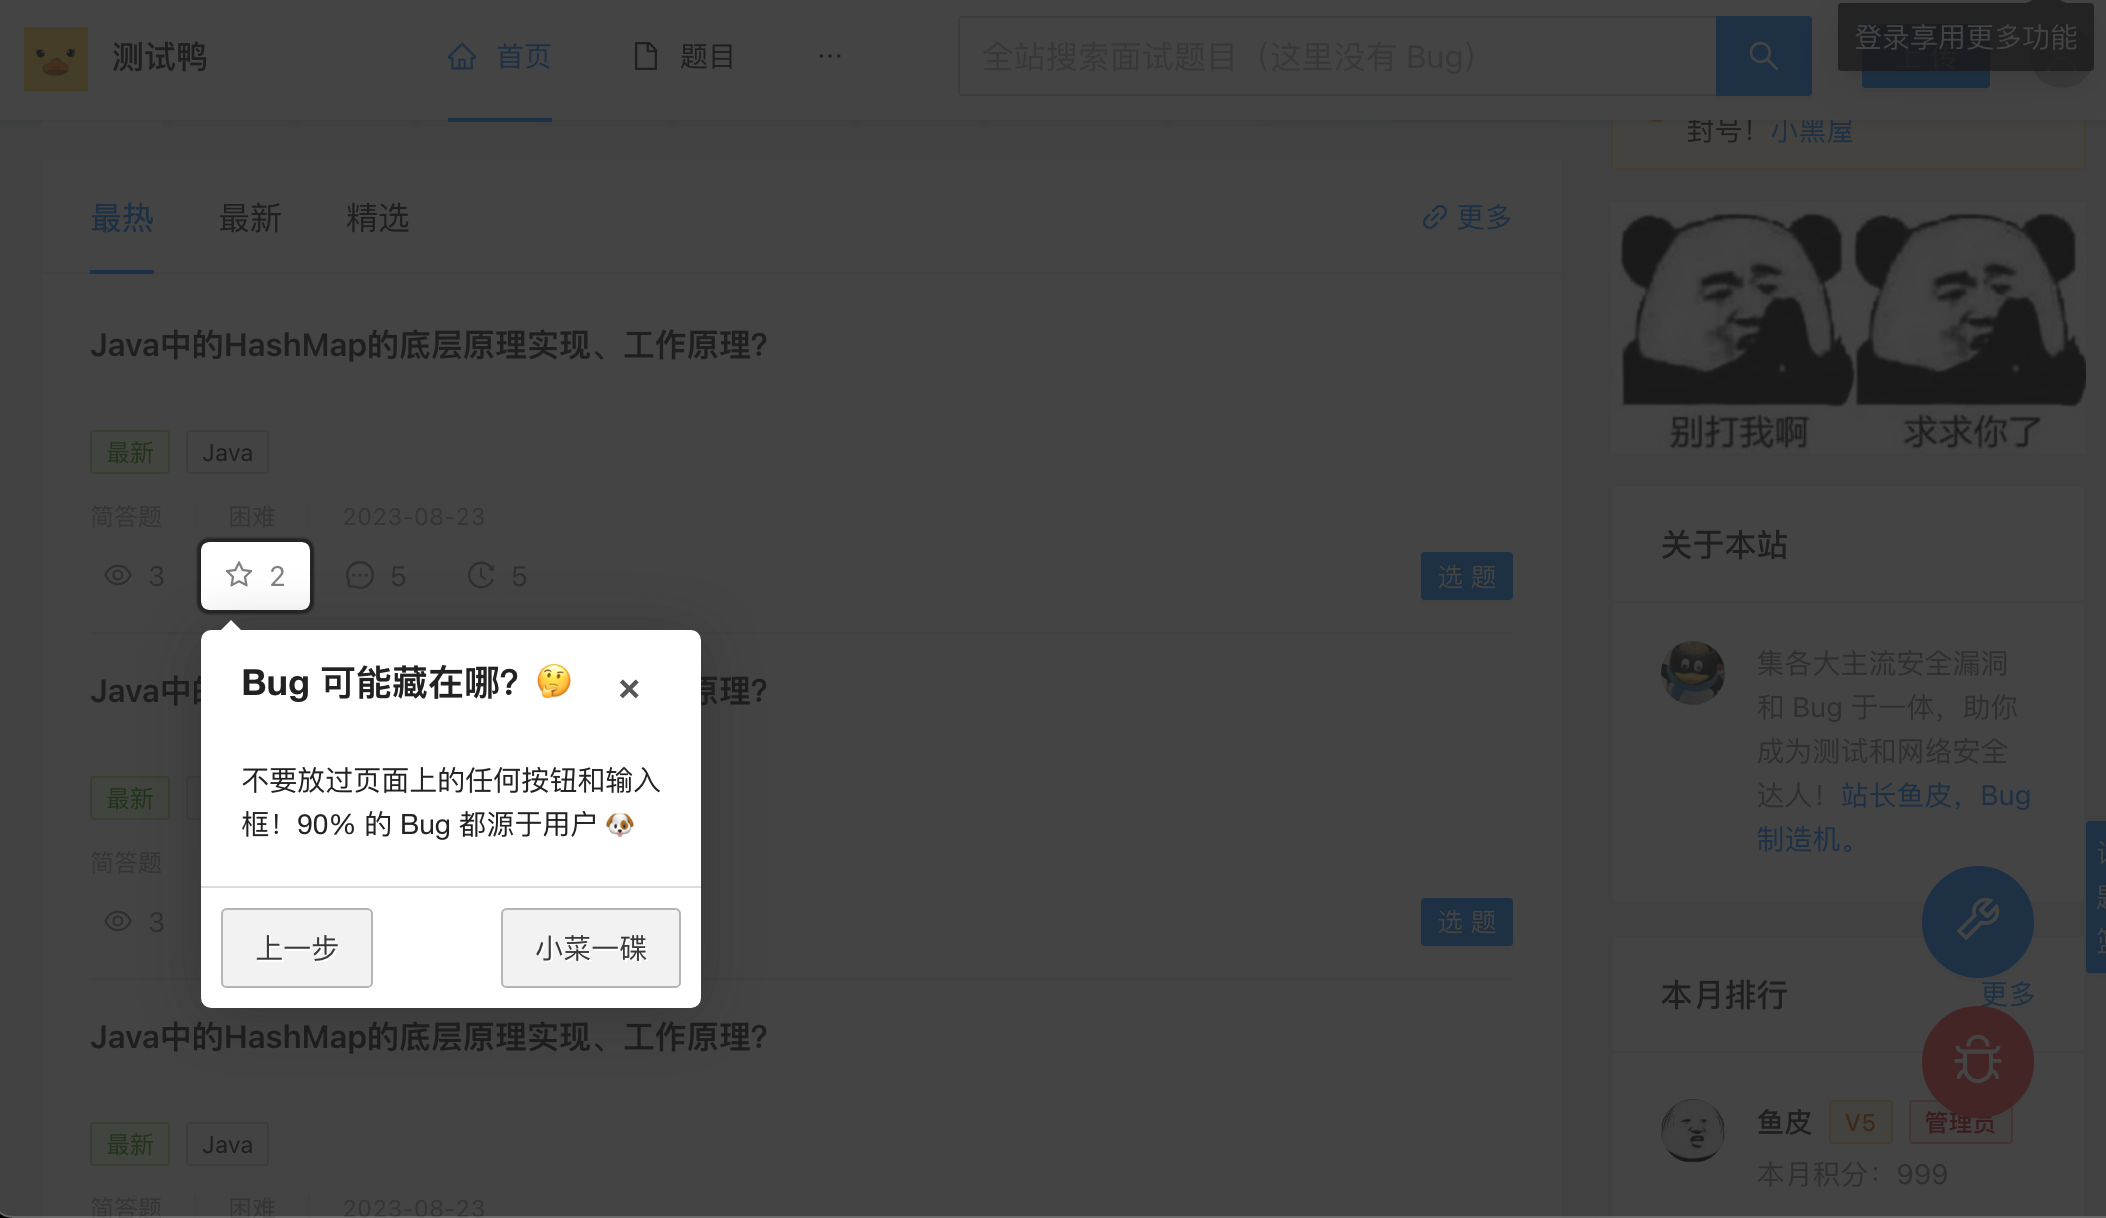 测试鸭
首页
题目
全站搜索面试题目（这里没有 Bug）
登录享用更多功能
上传
封号！小黑屋
最热
最新
精选
更多
Java中的HashMap的底层原理实现、工作原理?
最新
Java
简答题
困难
2023-08-23
3
2
5
5
选 题
别打我啊
求求你了
关于本站
集各大主流安全漏洞
和 Bug 于一体，助你
成为测试和网络安全
达人！站长鱼皮，Bug
制造机。
Bug 可能藏在哪? 🤔
×
不要放过页面上的任何按钮和输入
框！90% 的 Bug 都源于用户 🐶
上一步
小菜一碟
Java中的
原理?
最新
简答题
3
选 题
Java中的HashMap的底层原理实现、工作原理?
最新
Java
简答题
困难
2023-08-23
本月排行
更多
鱼皮
V5
管理员
本月积分：999